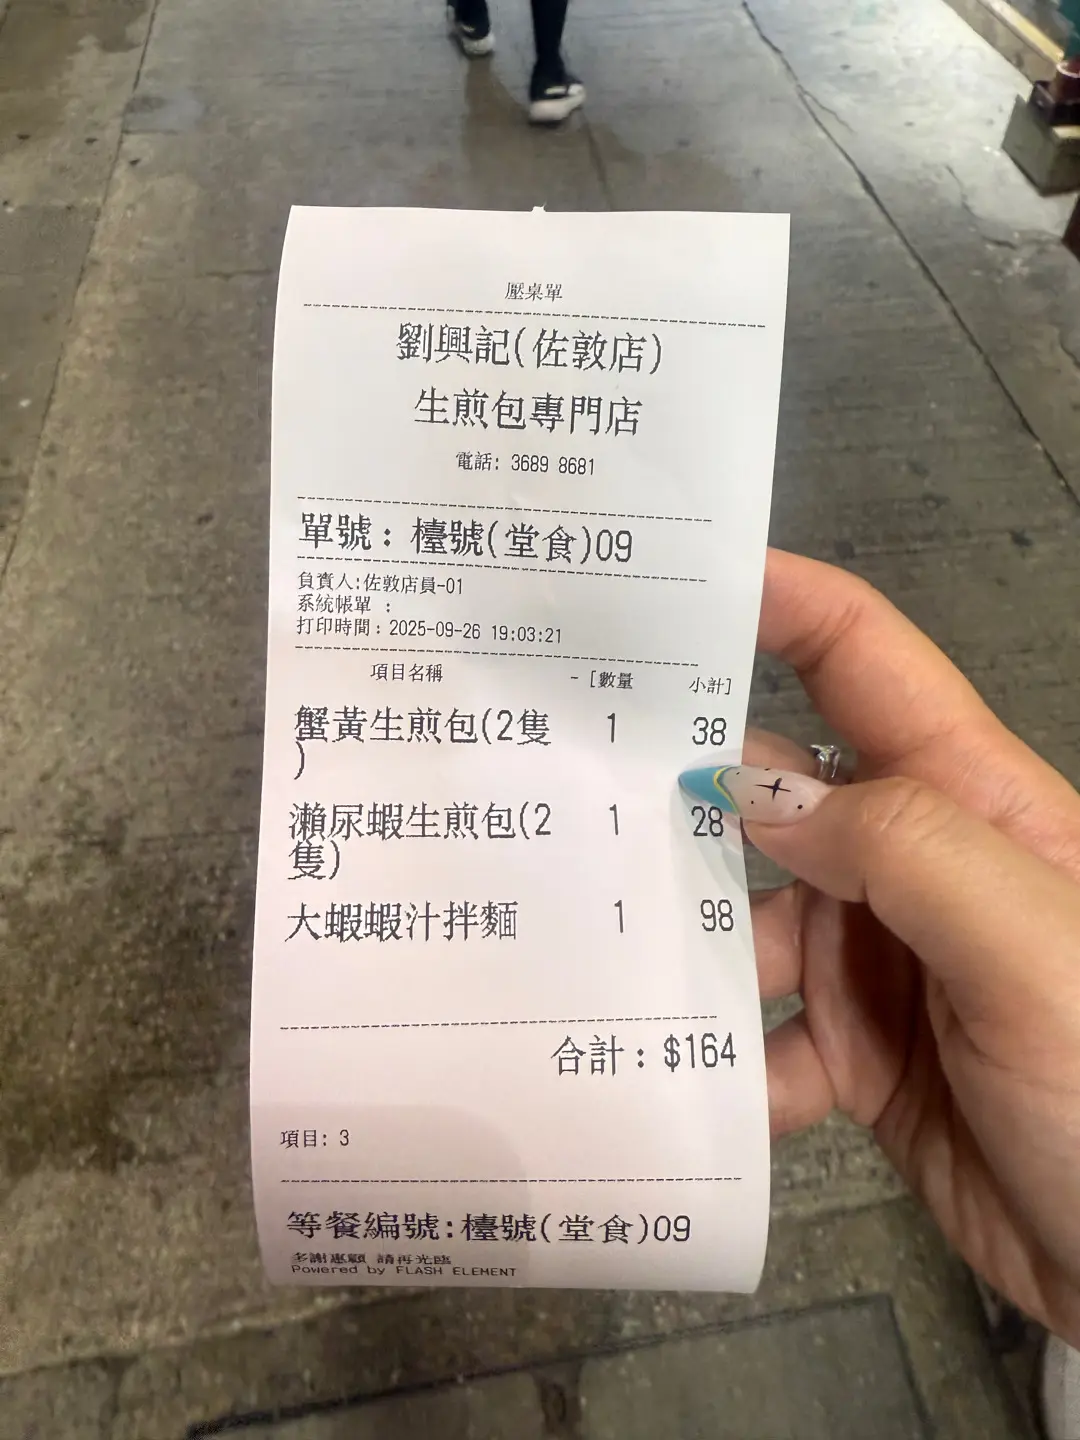 壓桌單
劉興記(佐敦店)
生煎包專門店
電話: 3689 8681
單號: 檯號(堂食)09
負責人:佐敦店員-01
系統帳單 :
打印時間: 2025-09-26 19:03:21
項目名稱 - [數量 小計]
蟹黃生煎包(2隻 1 38
)
瀨尿蝦生煎包(2 1 28
隻)
大蝦蝦汁拌麵 1 98
合計: $164
項目: 3
等餐編號:檯號(堂食)09
多謝惠顧 請再光臨
Powered by FLASH ELEMENT